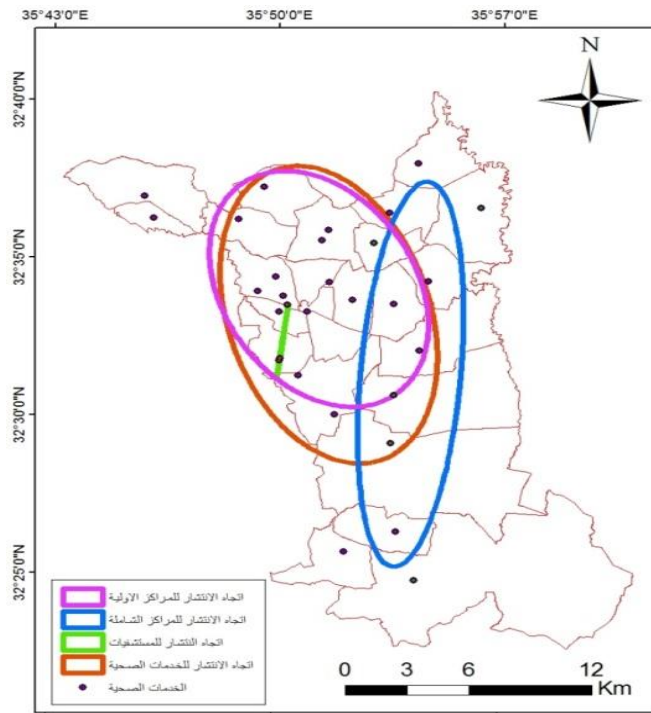 35°43'0"E 35°50'0"E 35°57'0"E
N
32°40'0"N
32°35'0"N
32°30'0"N
32°25'0"N
اتجاه الانتشار للمراكز الاولية
اتجاه الانتشار للمراكز الشاملة
اتجاه النتشار للمستشفيات
اتجاه الانتشار للخدمات الصحية
الخدمات الصحية
0 3 6 12
Km